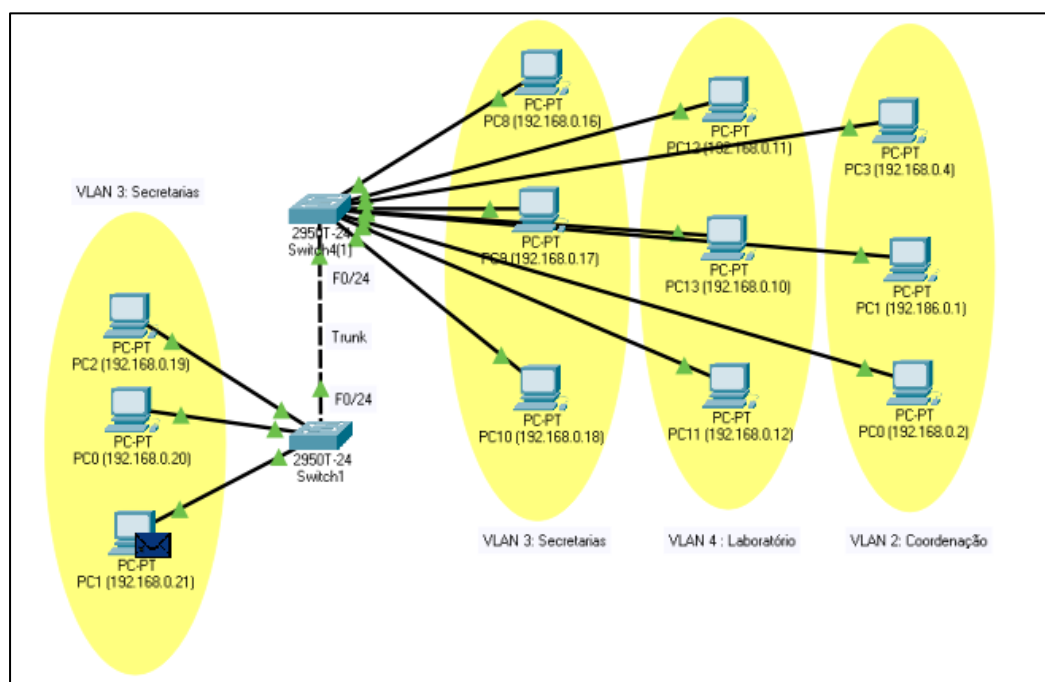 PC-PT
PC8 (192.168.0.16)
PC-PT
PC12 (192.168.0.11)
PC-PT
PC3 (192.168.0.4)
VLAN 3: Secretarias
2950T-24
Switch4(1)
PC-PT
PC9 (192.168.0.17)
PC-PT
PC13 (192.168.0.10)
PC-PT
PC1 (192.186.0.1)
F0/24
Trunk
F0/24
PC-PT
PC2 (192.168.0.19)
PC-PT
PC0 (192.168.0.20)
2950T-24
Switch1
PC-PT
PC10 (192.168.0.18)
PC-PT
PC11 (192.168.0.12)
PC-PT
PC0 (192.168.0.2)
PC-PT
PC1 (192.168.0.21)
VLAN 3: Secretarias
VLAN 4 : Laboratório
VLAN 2: Coordenação